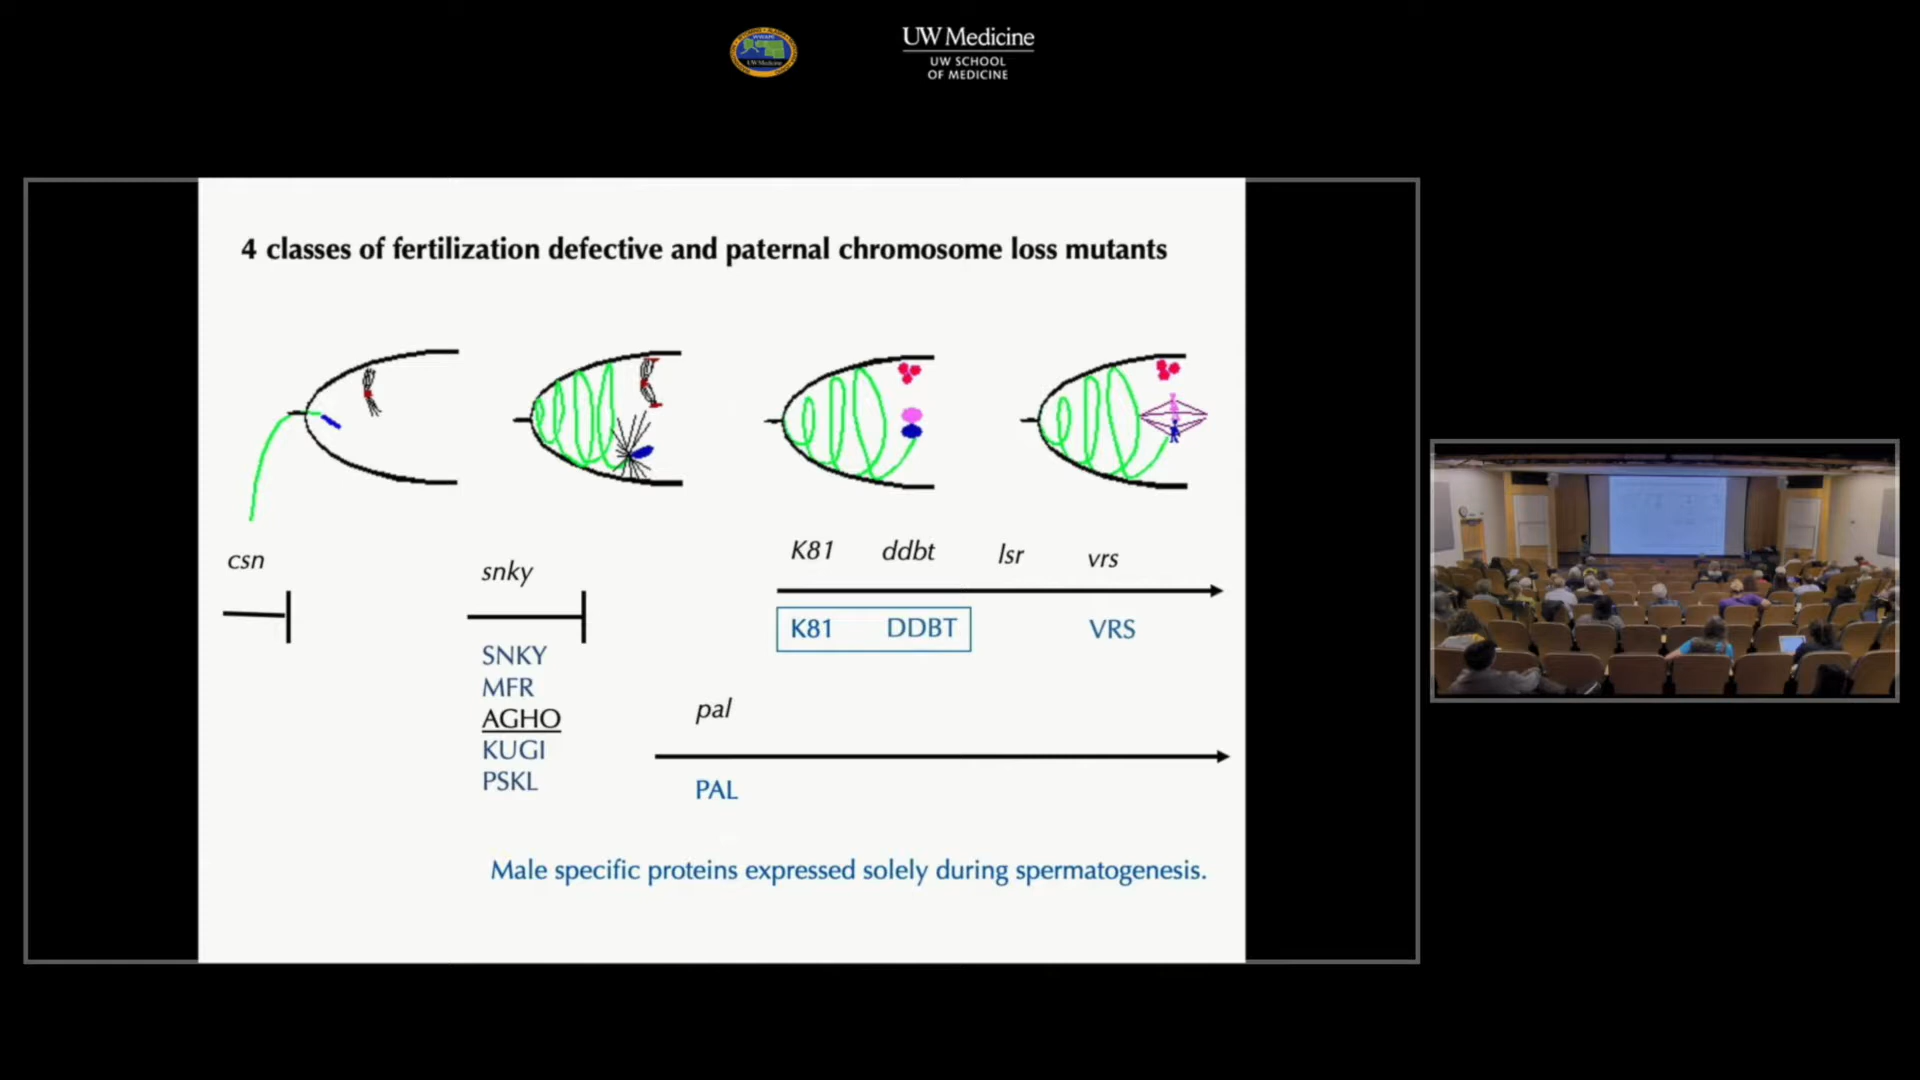 UW Medicine
UW SCHOOL
OF MEDICINE
4 classes of fertilization defective and paternal chromosome loss mutants
csn
snky
K81 ddbt lsr vrs
K81 DDBT VRS
SNKY
MFR
AGHO
KUGI
PSKL
pal
PAL
Male specific proteins expressed solely during spermatogenesis.